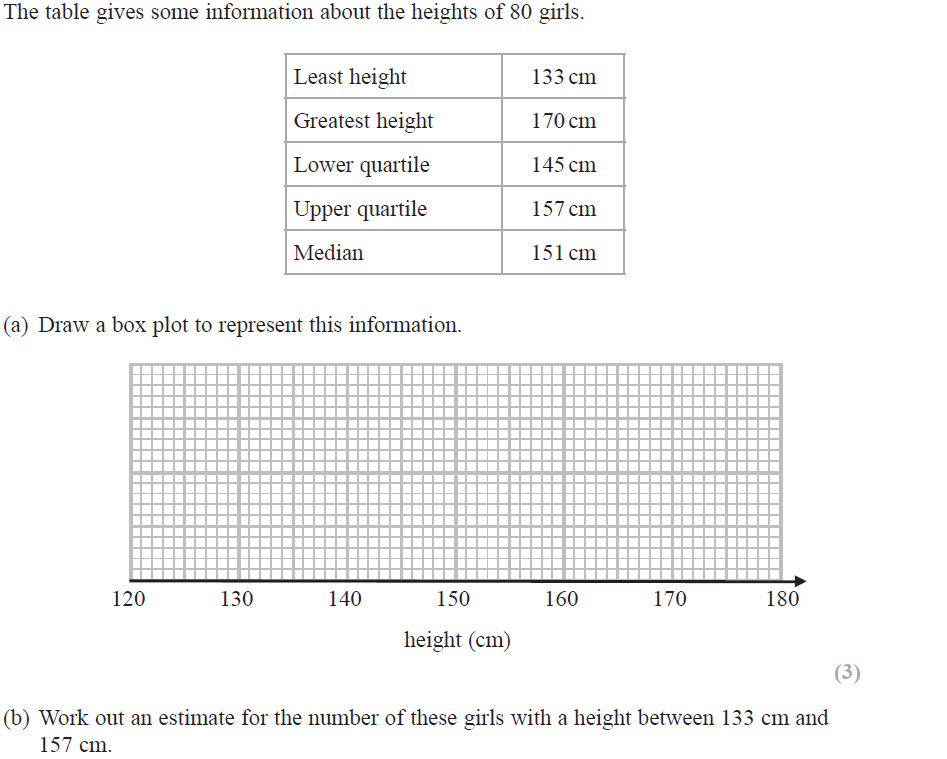 The table gives some information about the heights of 80 girls.
Least height 133 cm
Greatest height 170 cm
Lower quartile 145 cm
Upper quartile 157 cm
Median 151 cm
(a) Draw a box plot to represent this information.
120 130 140 150 160 170 180
height (cm)
(3)
(b) Work out an estimate for the number of these girls with a height between 133 cm and
157 cm.